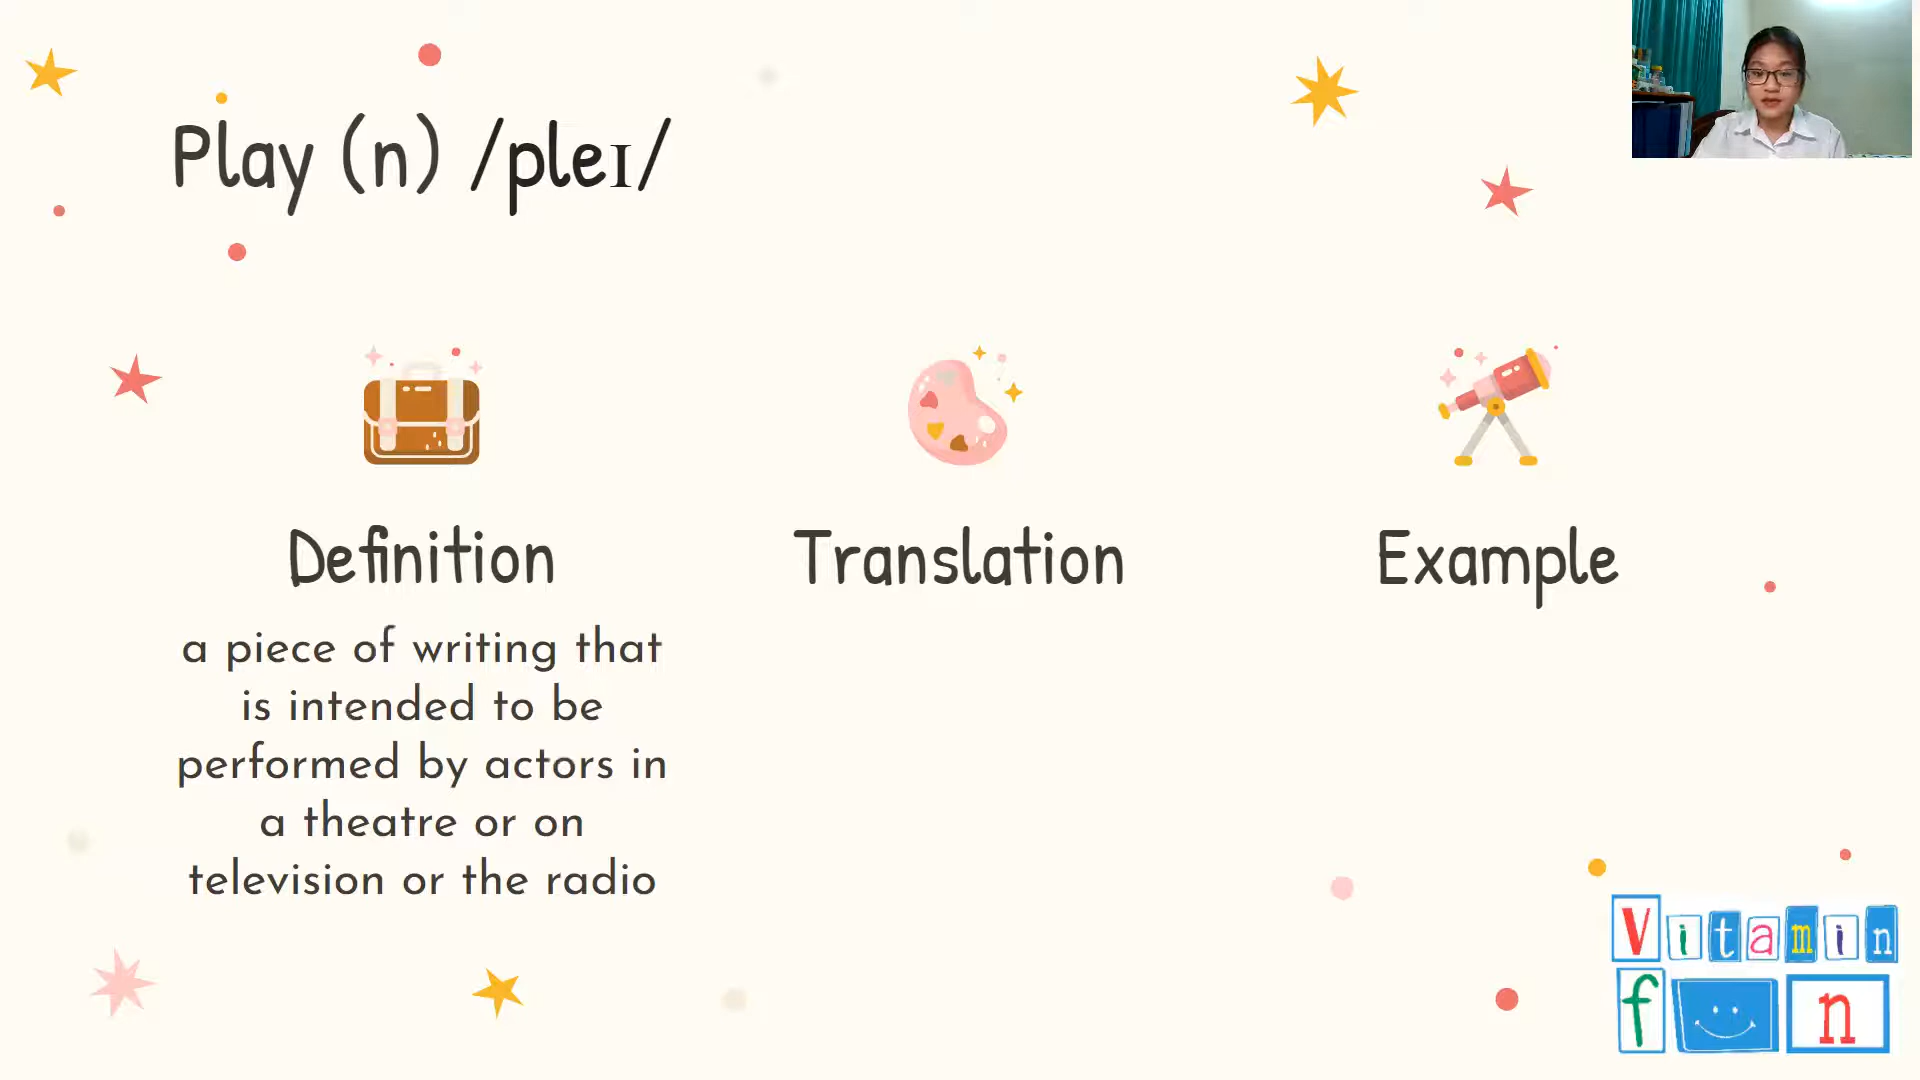 Play (n) /pleɪ/
Definition
a piece of writing that
is intended to be
performed by actors in
a theatre or on
television or the radio
Translation
Example
Vitamin
fun